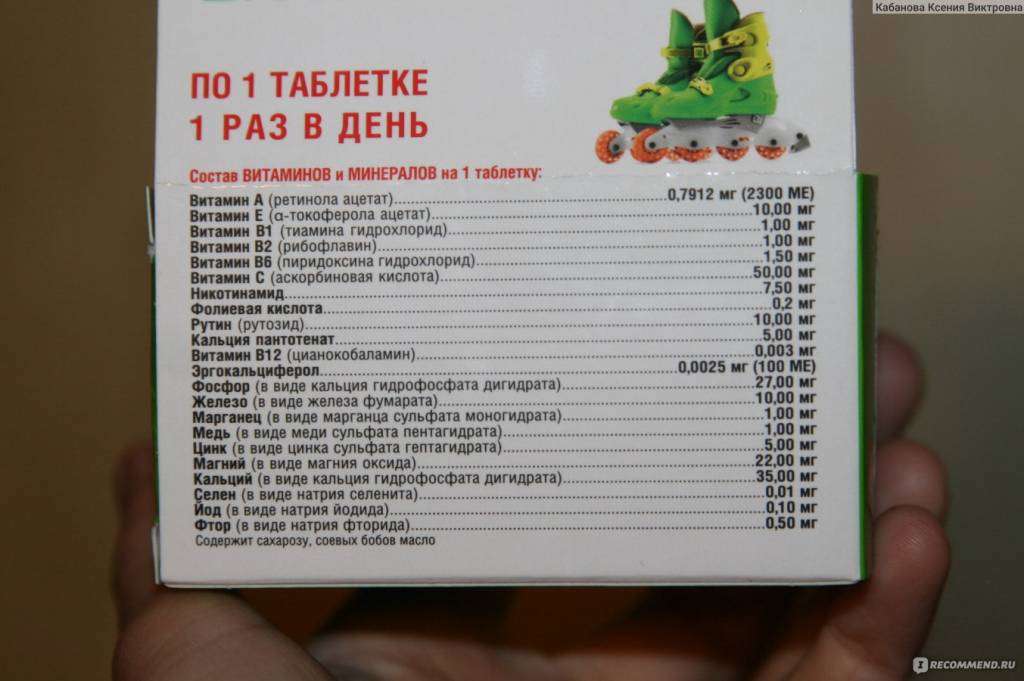 Кабанова Ксения Виктровна
ПО 1 ТАБЛЕТКЕ
1 РАЗ В ДЕНЬ
Состав ВИТАМИНОВ и МИНЕРАЛОВ на 1 таблетку:
Витамин А (ретинола ацетат)....0,7912 мг (2300 МЕ)
Витамин Е (α-токоферола ацетат)....10,00 мг
Витамин В1 (тиамина гидрохлорид)....1,00 мг
Витамин В2 (рибофлавин)....1,00 мг
Витамин В6 (пиридоксина гидрохлорид)....1,50 мг
Витамин С (аскорбиновая кислота)....50,00 мг
Никотинамид....7,50 мг
Фолиевая кислота....0,2 мг
Рутин (рутозид)....10,00 мг
Кальция пантотенат....5,00 мг
Витамин В12 (цианокобаламин)....0,003 мг
Эргокальциферол....0,0025 мг (100 МЕ)
Фосфор (в виде кальция гидрофосфата дигидрата)....27,00 мг
Железо (в виде железа фумарата)....10,00 мг
Марганец (в виде марганца сульфата моногидрата)....1,00 мг
Медь (в виде меди сульфата пентагидрата)....1,00 мг
Цинк (в виде цинка сульфата гептагидрата)....5,00 мг
Магний (в виде магния оксида)....22,00 мг
Кальций (в виде кальция гидрофосфата дигидрата)....35,00 мг
Селен (в виде натрия селенита)....0,01 мг
Йод (в виде натрия йодида)....0,10 мг
Фтор (в виде натрия фторида)....0,50 мг
Содержит сахарозу, соевых бобов масло
IRECOMMEND.RU